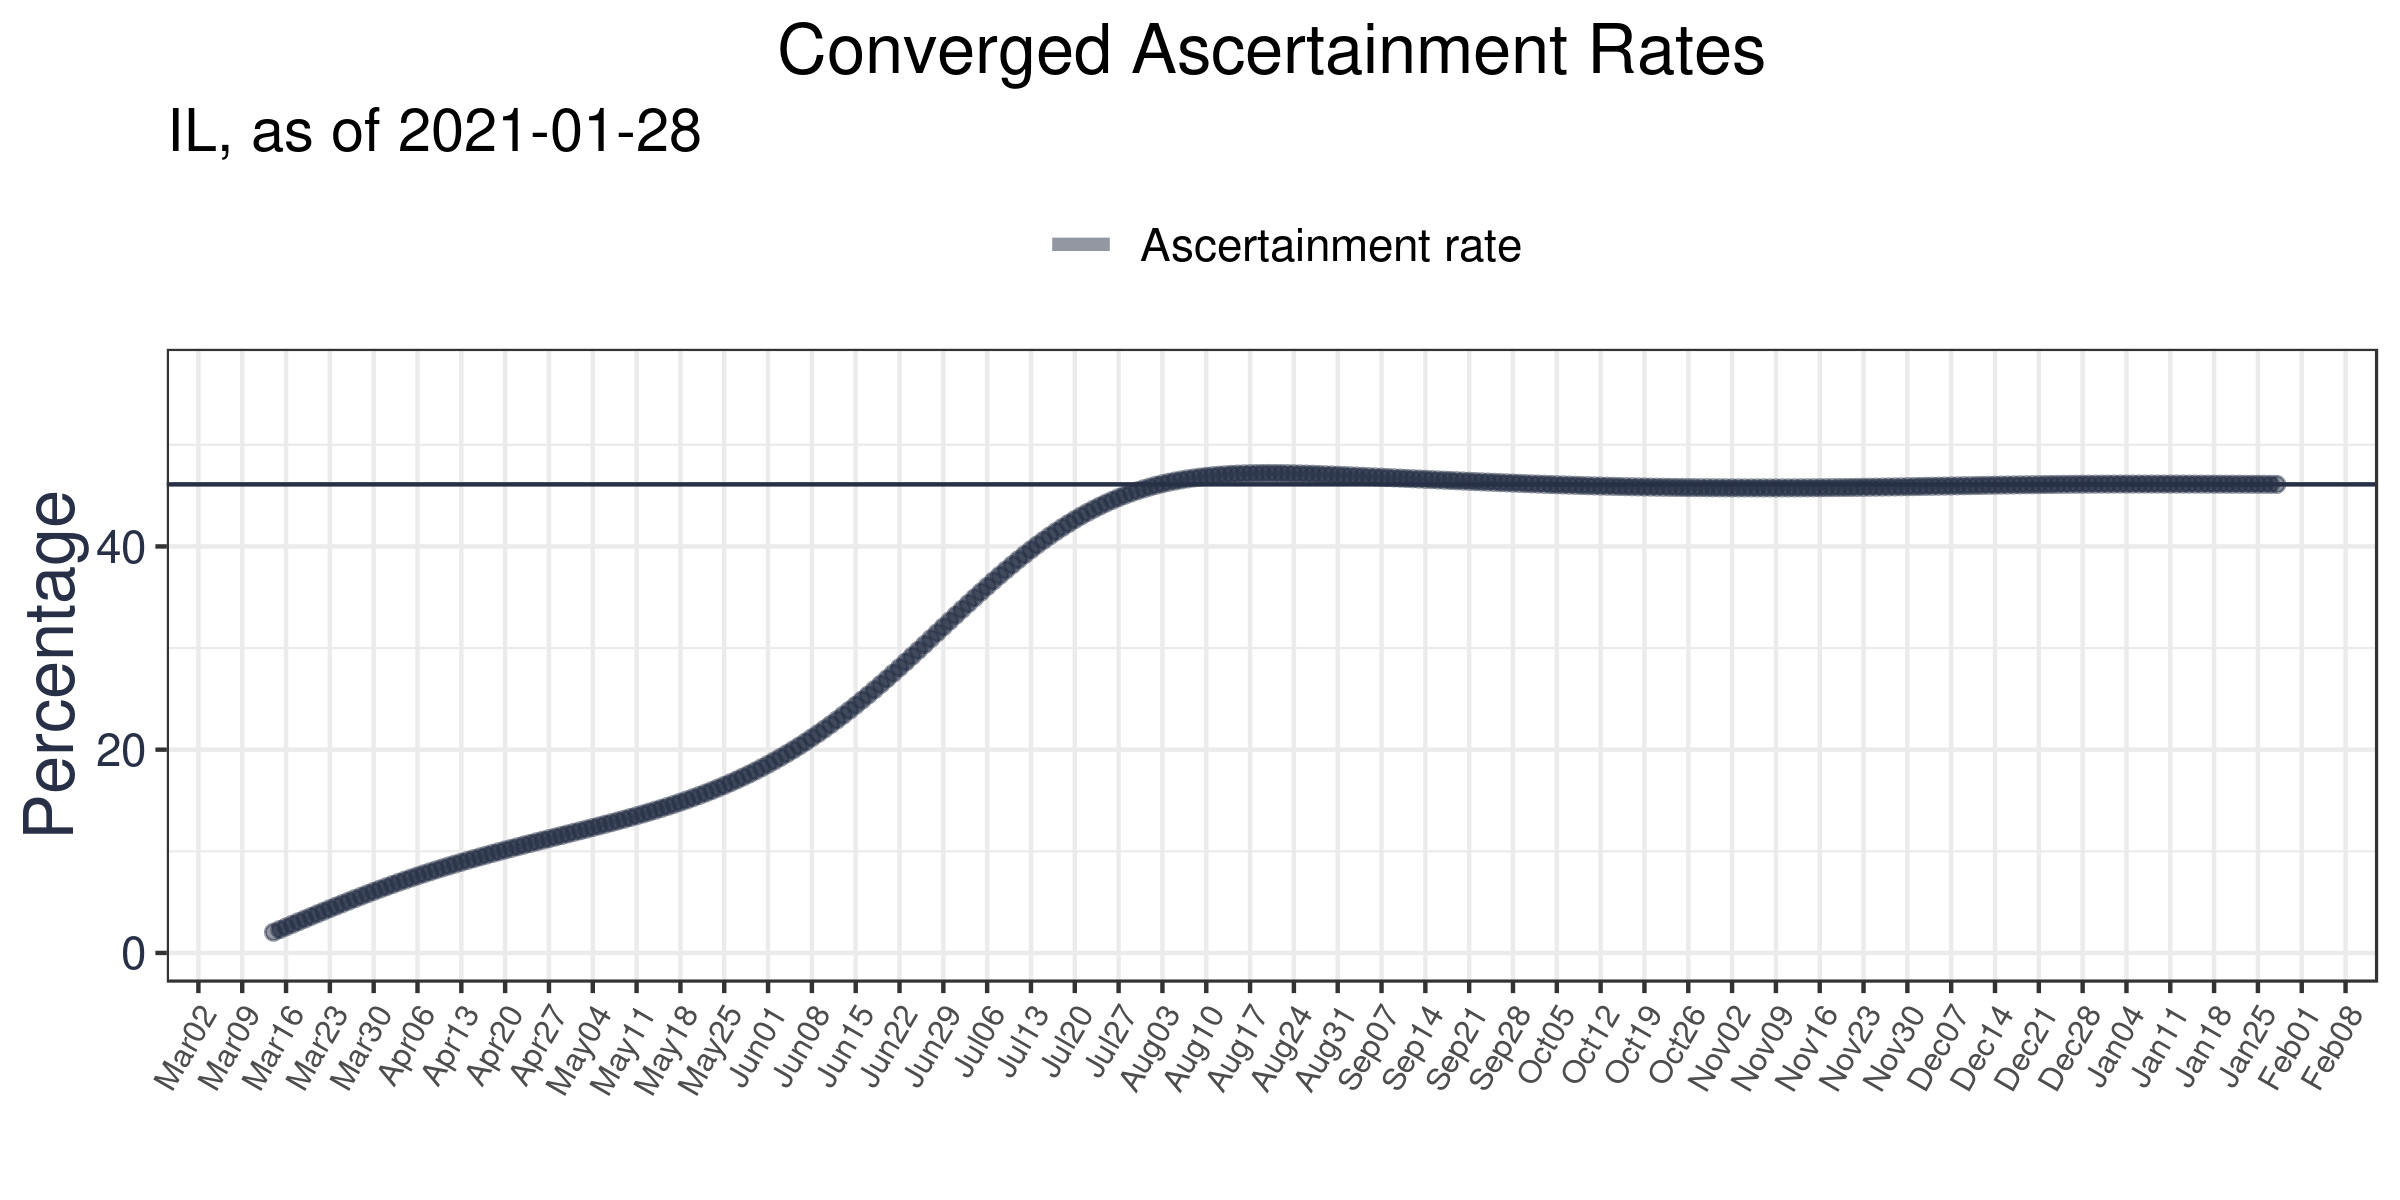 Converged Ascertainment Rates
IL, as of 2021-01-28
Ascertainment rate
Percentage
40
20
0
Mar02 Mar09 Mar16 Mar23 Mar30 Apr06 Apr13 Apr20 Apr27 May04 May11 May18 May25 Jun01 Jun08 Jun15 Jun22 Jun29 Jul06 Jul13 Jul20 Jul27 Aug03 Aug10 Aug17 Aug24 Aug31 Sep07 Sep14 Sep21 Sep28 Oct05 Oct12 Oct19 Oct26 Nov02 Nov09 Nov16 Nov23 Nov30 Dec07 Dec14 Dec21 Dec28 Jan04 Jan11 Jan18 Jan25 Feb01 Feb08